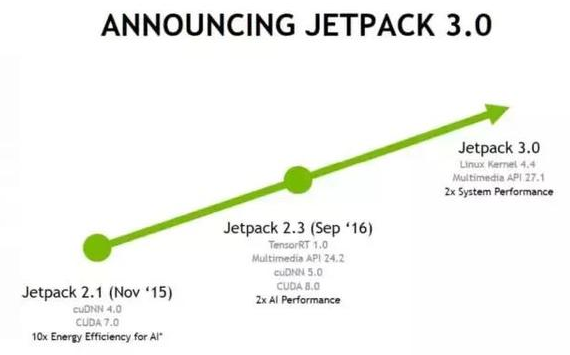 ANNOUNCING JETPACK 3.0
Jetpack 3.0
Linux Kernel 4.4
Multimedia API 27.1
2x System Performance
Jetpack 2.3 (Sep ‘16)
TensorRT 1.0
Multimedia API 24.2
cuDNN 5.0
CUDA 8.0
2x AI Performance
Jetpack 2.1 (Nov ‘15)
cuDNN 4.0
CUDA 7.0
10x Energy Efficiency for AI*